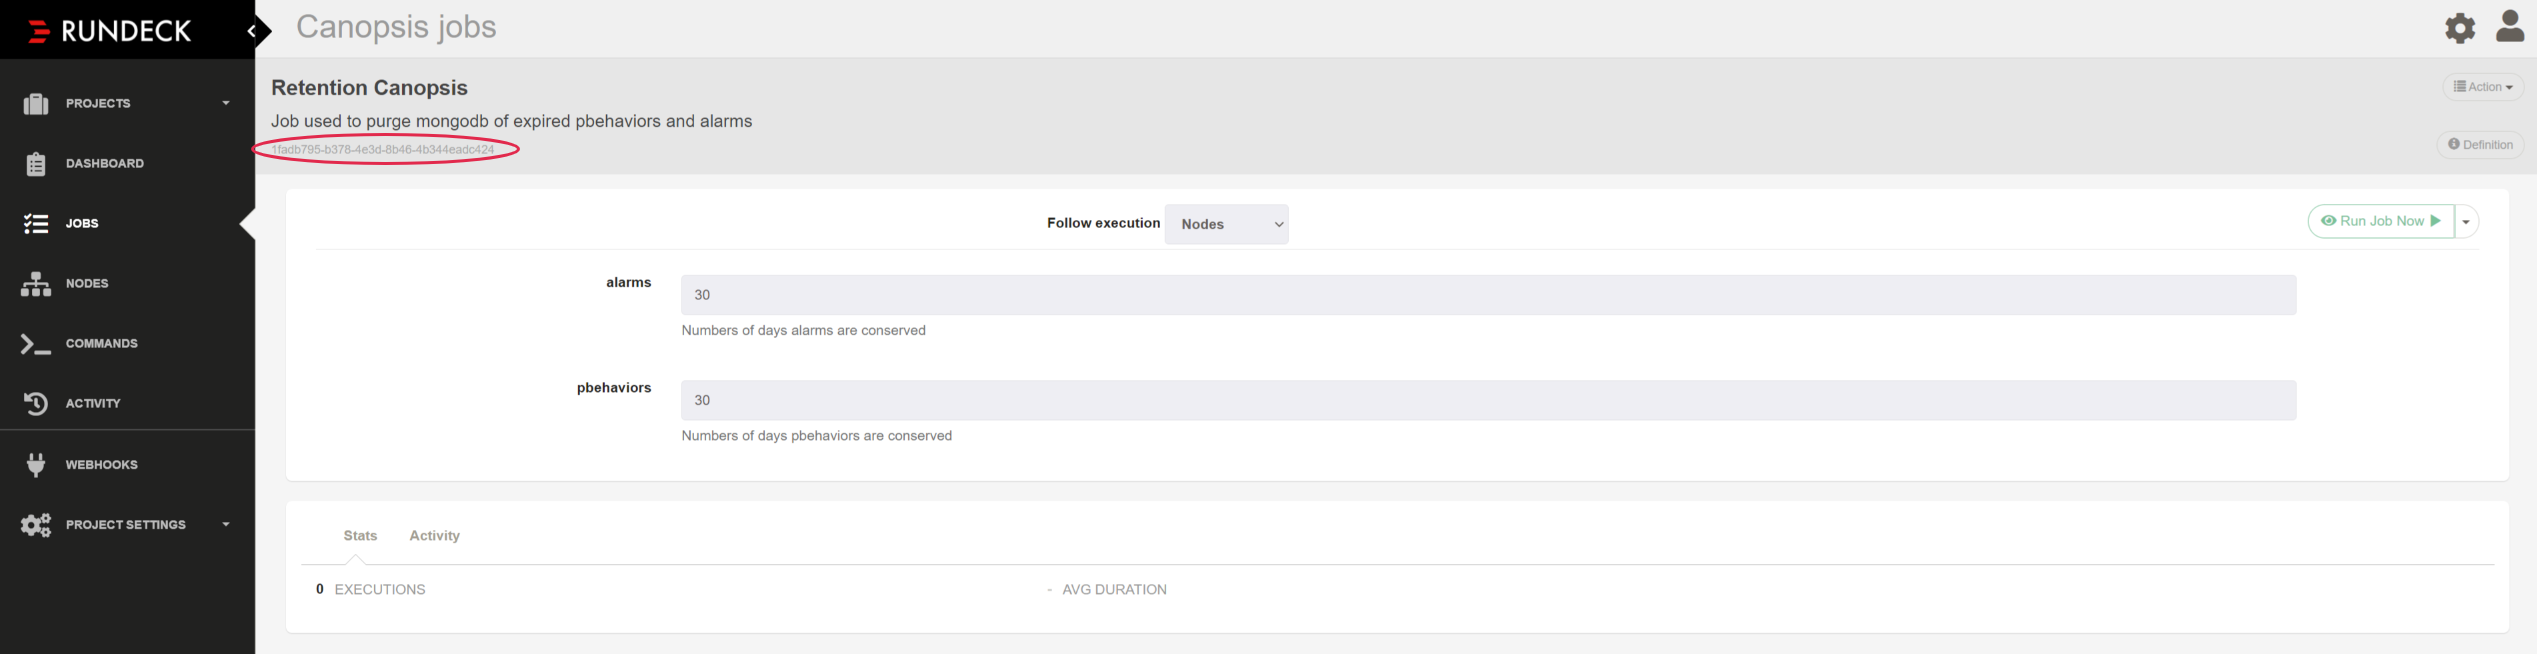 RUNDECK
Canopsis jobs
PROJECTS
DASHBOARD
JOBS
NODES
COMMANDS
ACTIVITY
WEBHOOKS
PROJECT SETTINGS
Retention Canopsis
Action
Job used to purge mongodb of expired pbehaviors and alarms
1fadb795-b378-4e3d-8b46-4b344eadc424
Definition
Follow execution Nodes
Run Job Now
alarms 30
Numbers of days alarms are conserved
pbehaviors 30
Numbers of days pbehaviors are conserved
Stats Activity
0 EXECUTIONS - AVG DURATION